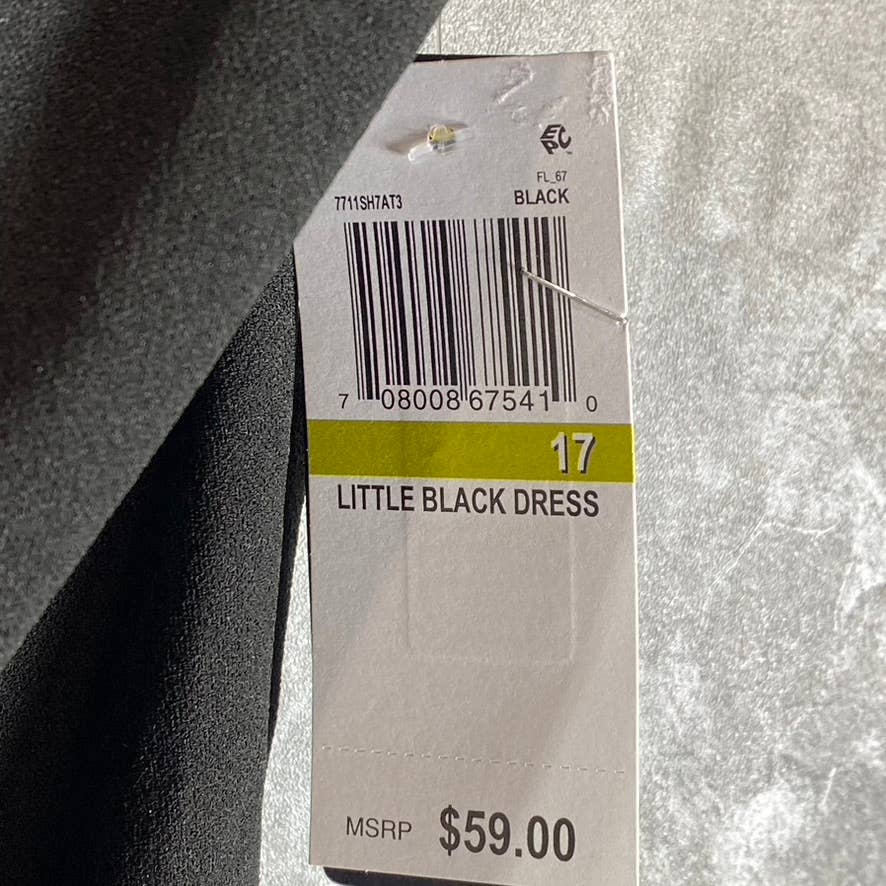 EPC
FL_67
7711SH7AT3 BLACK
7 08008 67541 0
17
LITTLE BLACK DRESS
MSRP $59.00